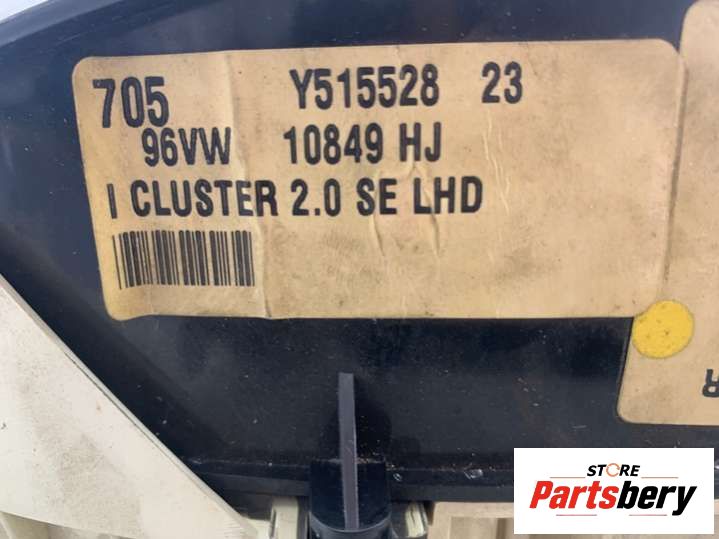 705 Y515528 23
96VW 10849 HJ
I CLUSTER 2.0 SE LHD
R
STORE
Partsbery